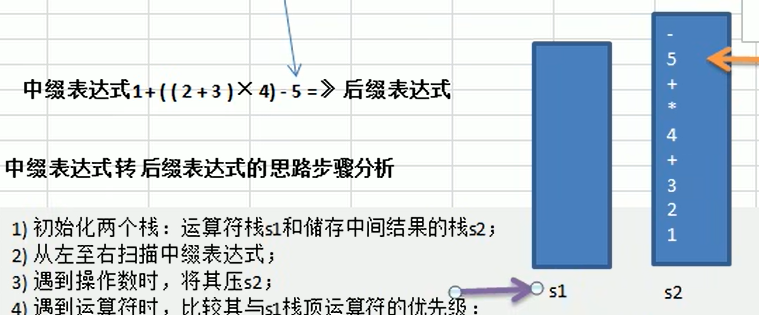 中缀表达式1+((2+3)×4)-5=》后缀表达式
中缀表达式转后缀表达式的思路步骤分析
1) 初始化两个栈：运算符栈s1和储存中间结果的栈s2；
2) 从左至右扫描中缀表达式；
3) 遇到操作数时，将其压s2；
4) 遇到运算符时，比较其与s1栈顶运算符的优先级：
s1
-
5
+
*
4
+
3
2
1
s2